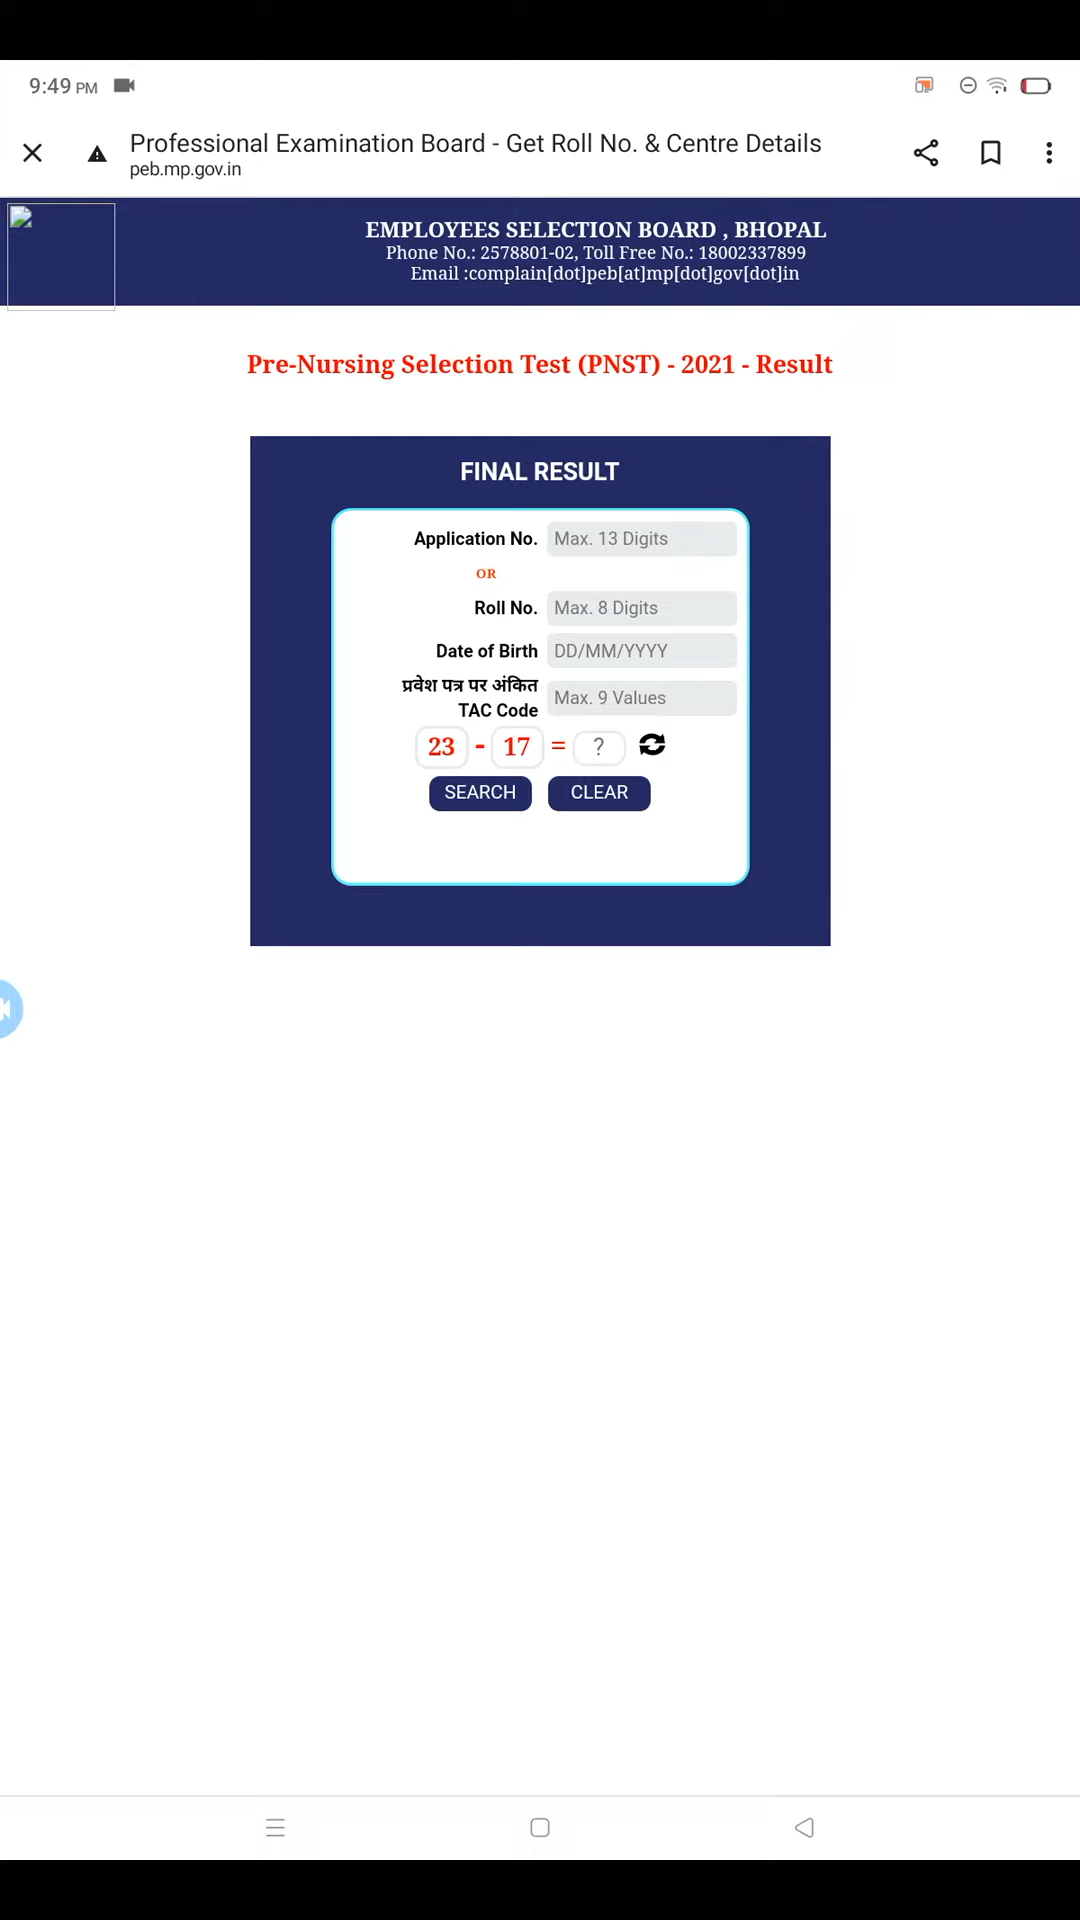 9:49 PM
Professional Examination Board - Get Roll No. & Centre Details
peb.mp.gov.in
EMPLOYEES SELECTION BOARD , BHOPAL
Phone No.: 2578801-02, Toll Free No.: 18002337899
Email :complain[dot]peb[at]mp[dot]gov[dot]in
Pre-Nursing Selection Test (PNST) - 2021 - Result
FINAL RESULT
Application No. Max. 13 Digits
OR
Roll No. Max. 8 Digits
Date of Birth DD/MM/YYYY
प्रवेश पत्र पर अंकित
TAC Code Max. 9 Values
23 - 17 = ?
SEARCH CLEAR